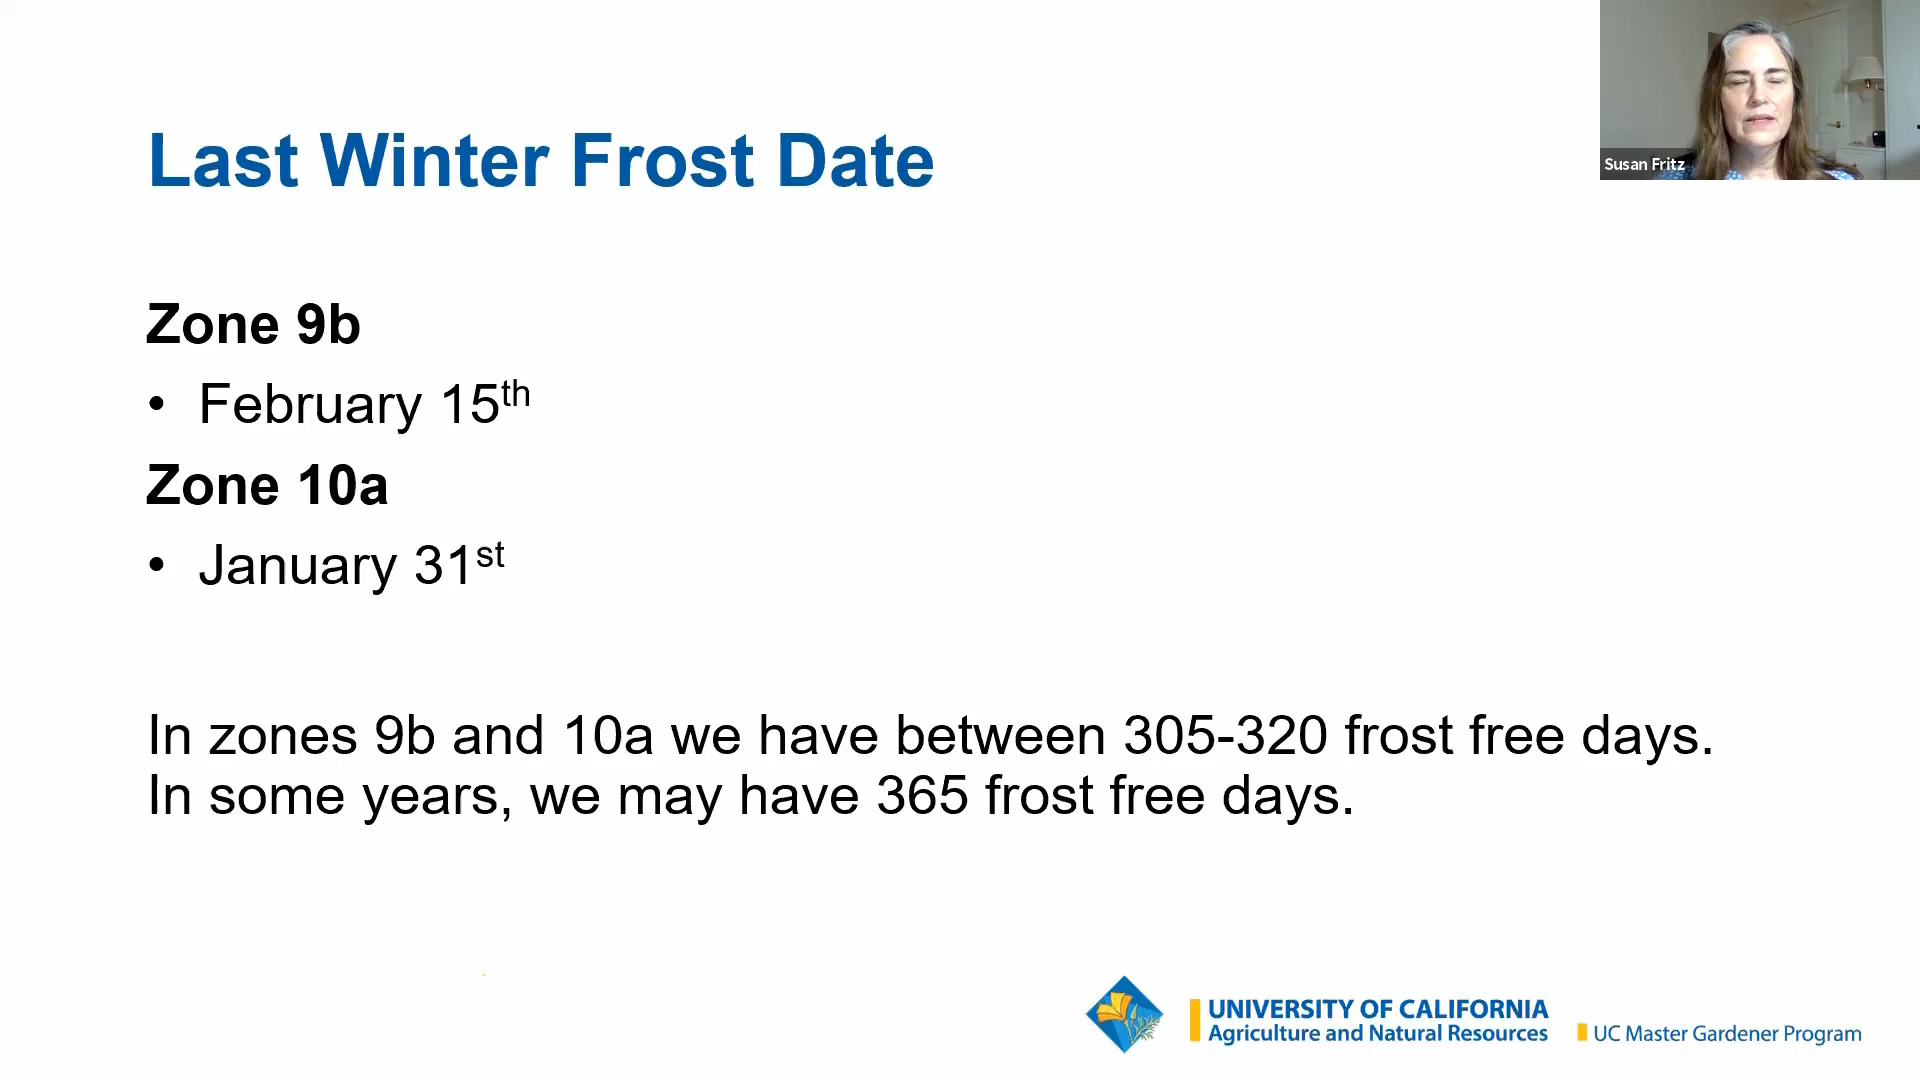 Last Winter Frost Date
Susan Fritz
Zone 9b
• February 15th
Zone 10a
• January 31st
In zones 9b and 10a we have between 305-320 frost free days.
In some years, we may have 365 frost free days.
UNIVERSITY OF CALIFORNIA
Agriculture and Natural Resources
UC Master Gardener Program